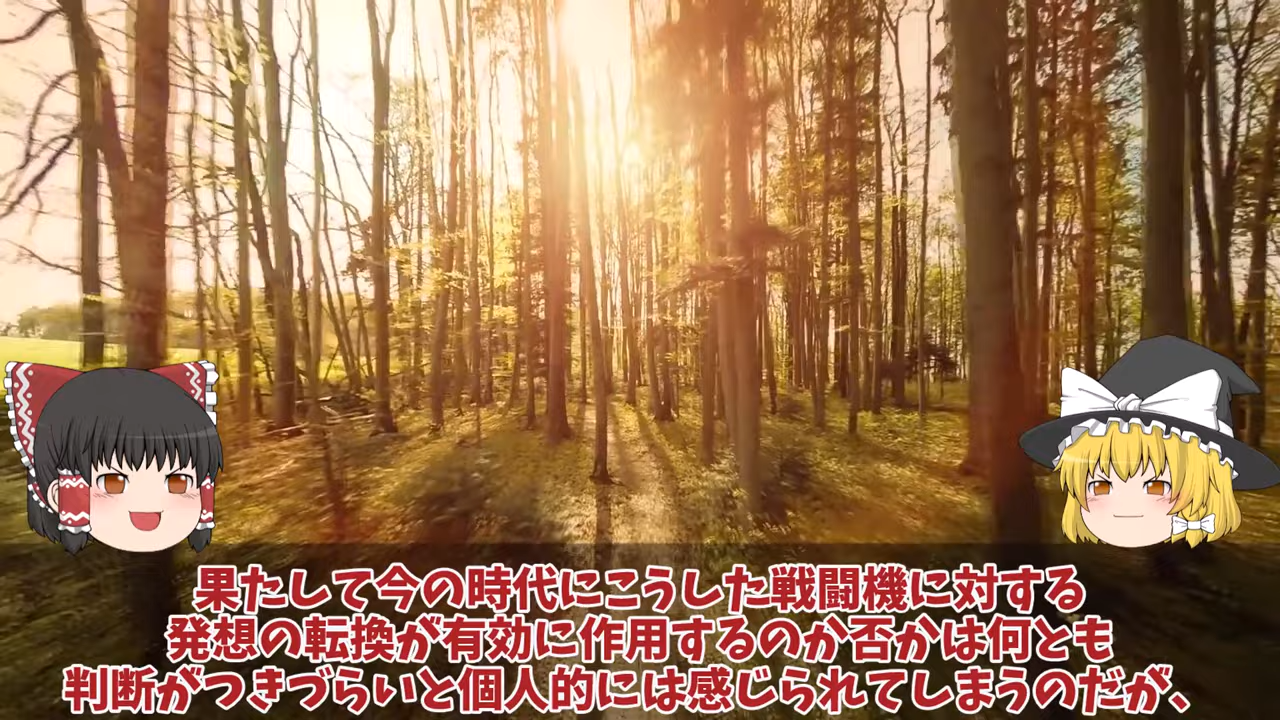 果たして今の時代にこうした戦闘機に対する
発想の転換が有効に作用するのか否かは何とも
判断がつきづらいと個人的には感じられてしまうのだが、